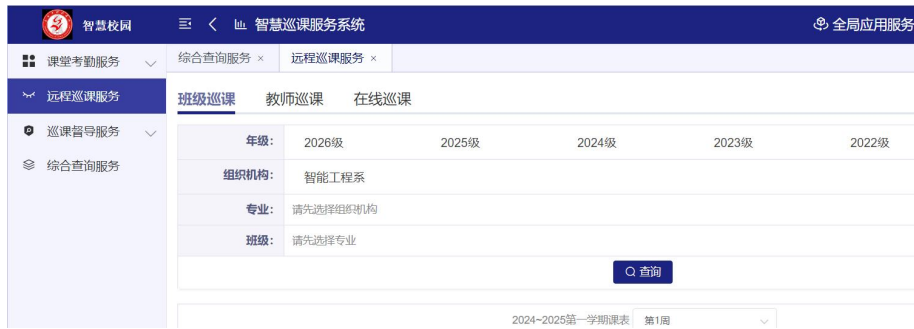 智慧校园
智慧巡课服务系统
全局应用服务
课堂考勤服务
远程巡课服务
巡课督导服务
综合查询服务
综合查询服务 ×
远程巡课服务 ×
班级巡课 教师巡课 在线巡课
年级: 2026级 2025级 2024级 2023级 2022级
组织机构: 智能工程系
专业: 请先选择组织机构
班级: 请先选择专业
查询
2024~2025第一学期课表 第1周